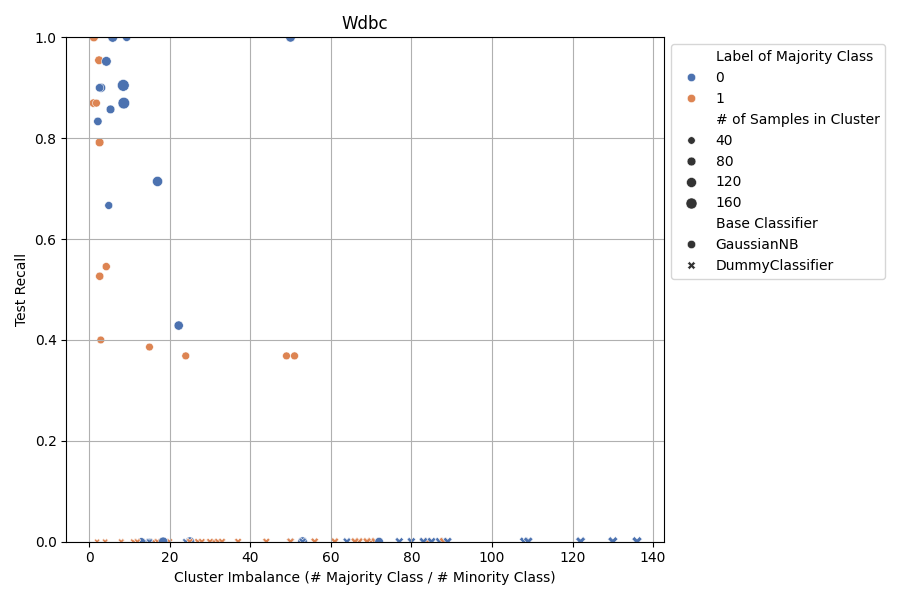 Wdbc
1.0
0.8
0.6
0.4
0.2
0.0
Test Recall
0 20 40 60 80 100 120 140
Cluster Imbalance (# Majority Class / # Minority Class)
Label of Majority Class
0
1
# of Samples in Cluster
40
80
120
160
Base Classifier
GaussianNB
DummyClassifier